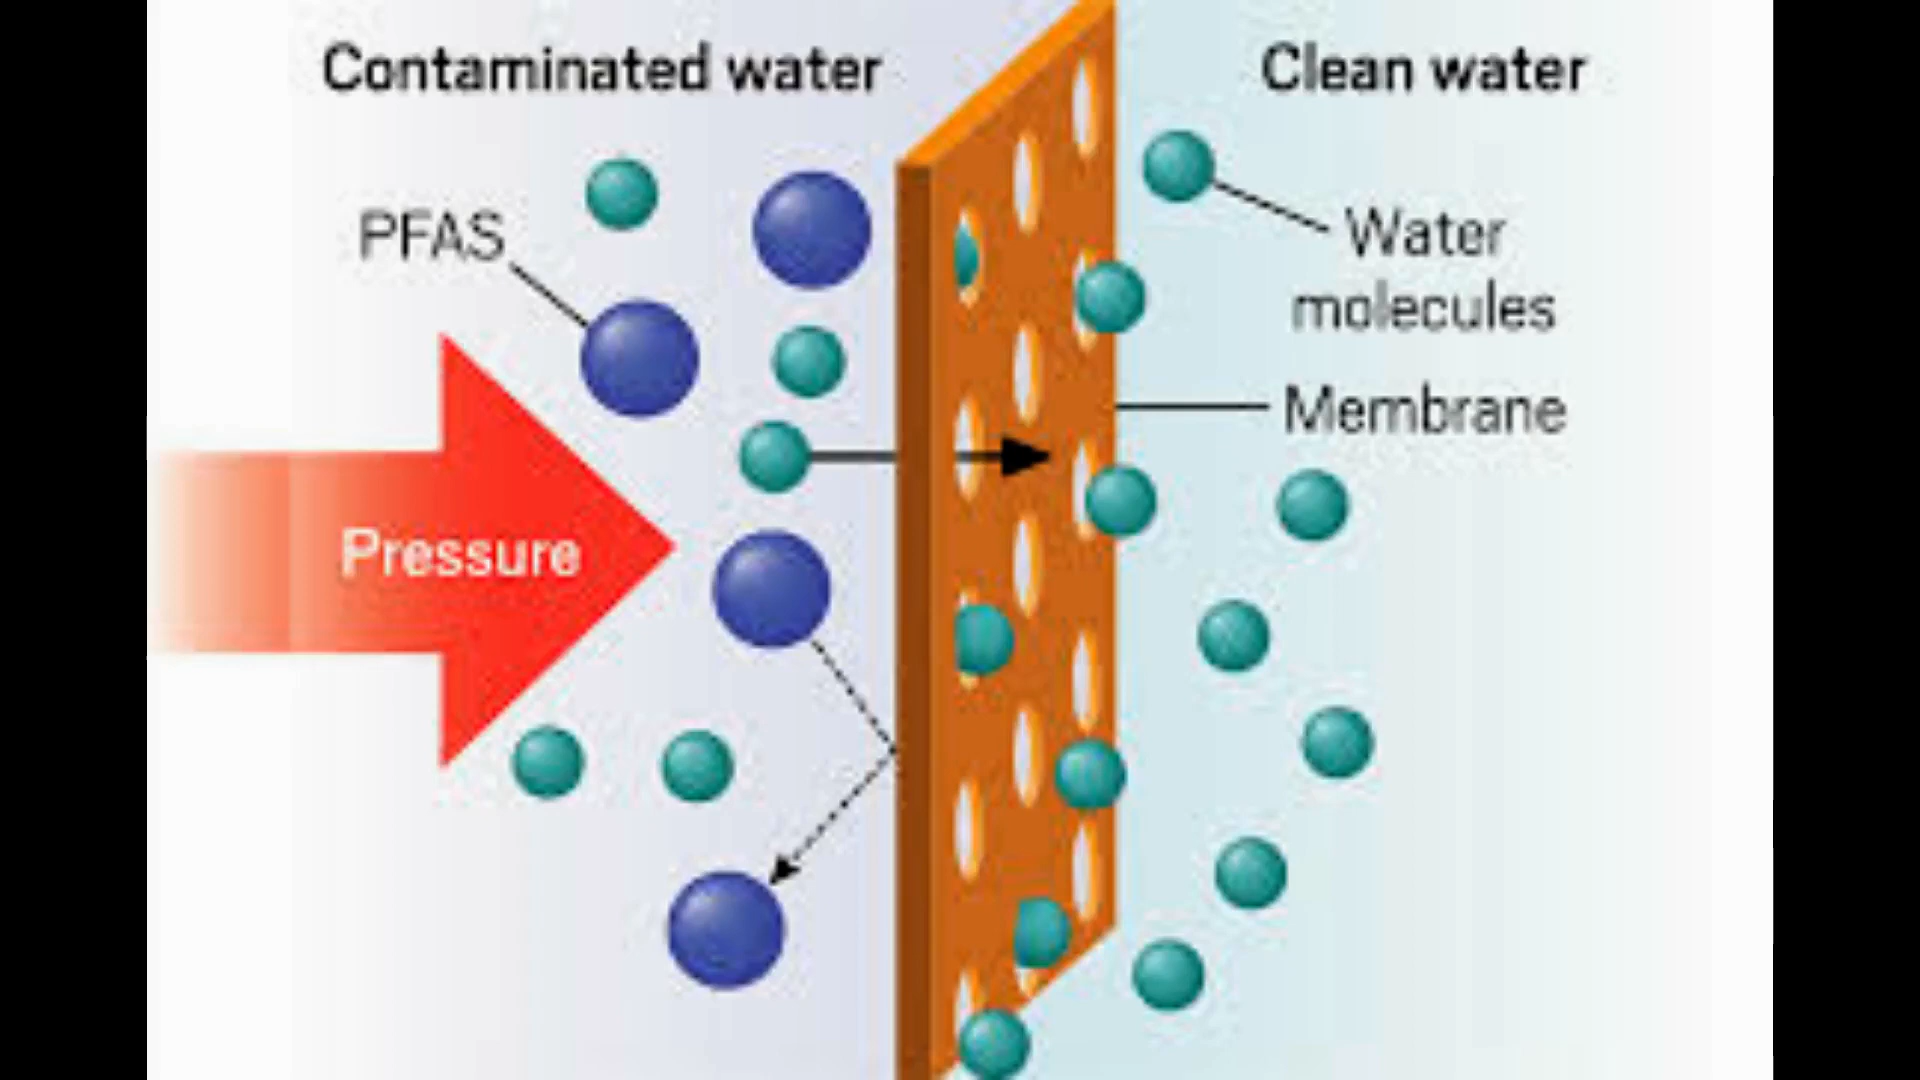 Contaminated water
Clean water
PFAS
Water
molecules
Membrane
Pressure